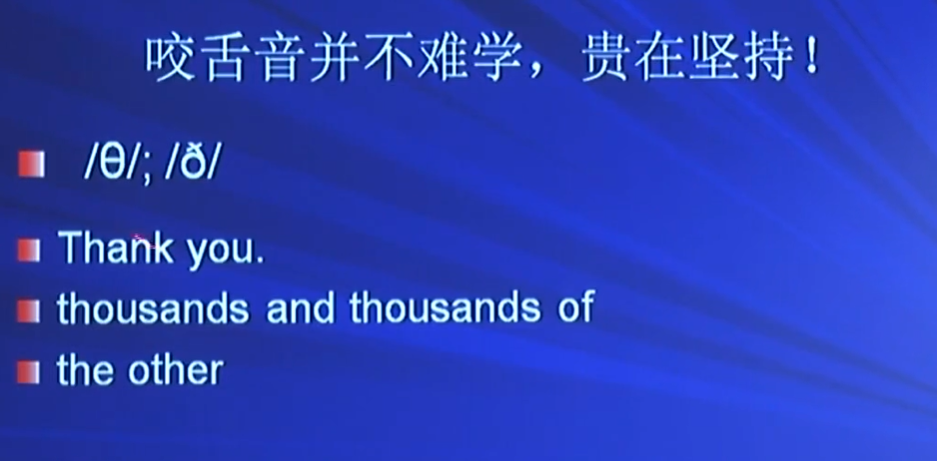 咬舌音并不难学，贵在坚持！
/θ/; /ð/
Thank you.
thousands and thousands of
the other